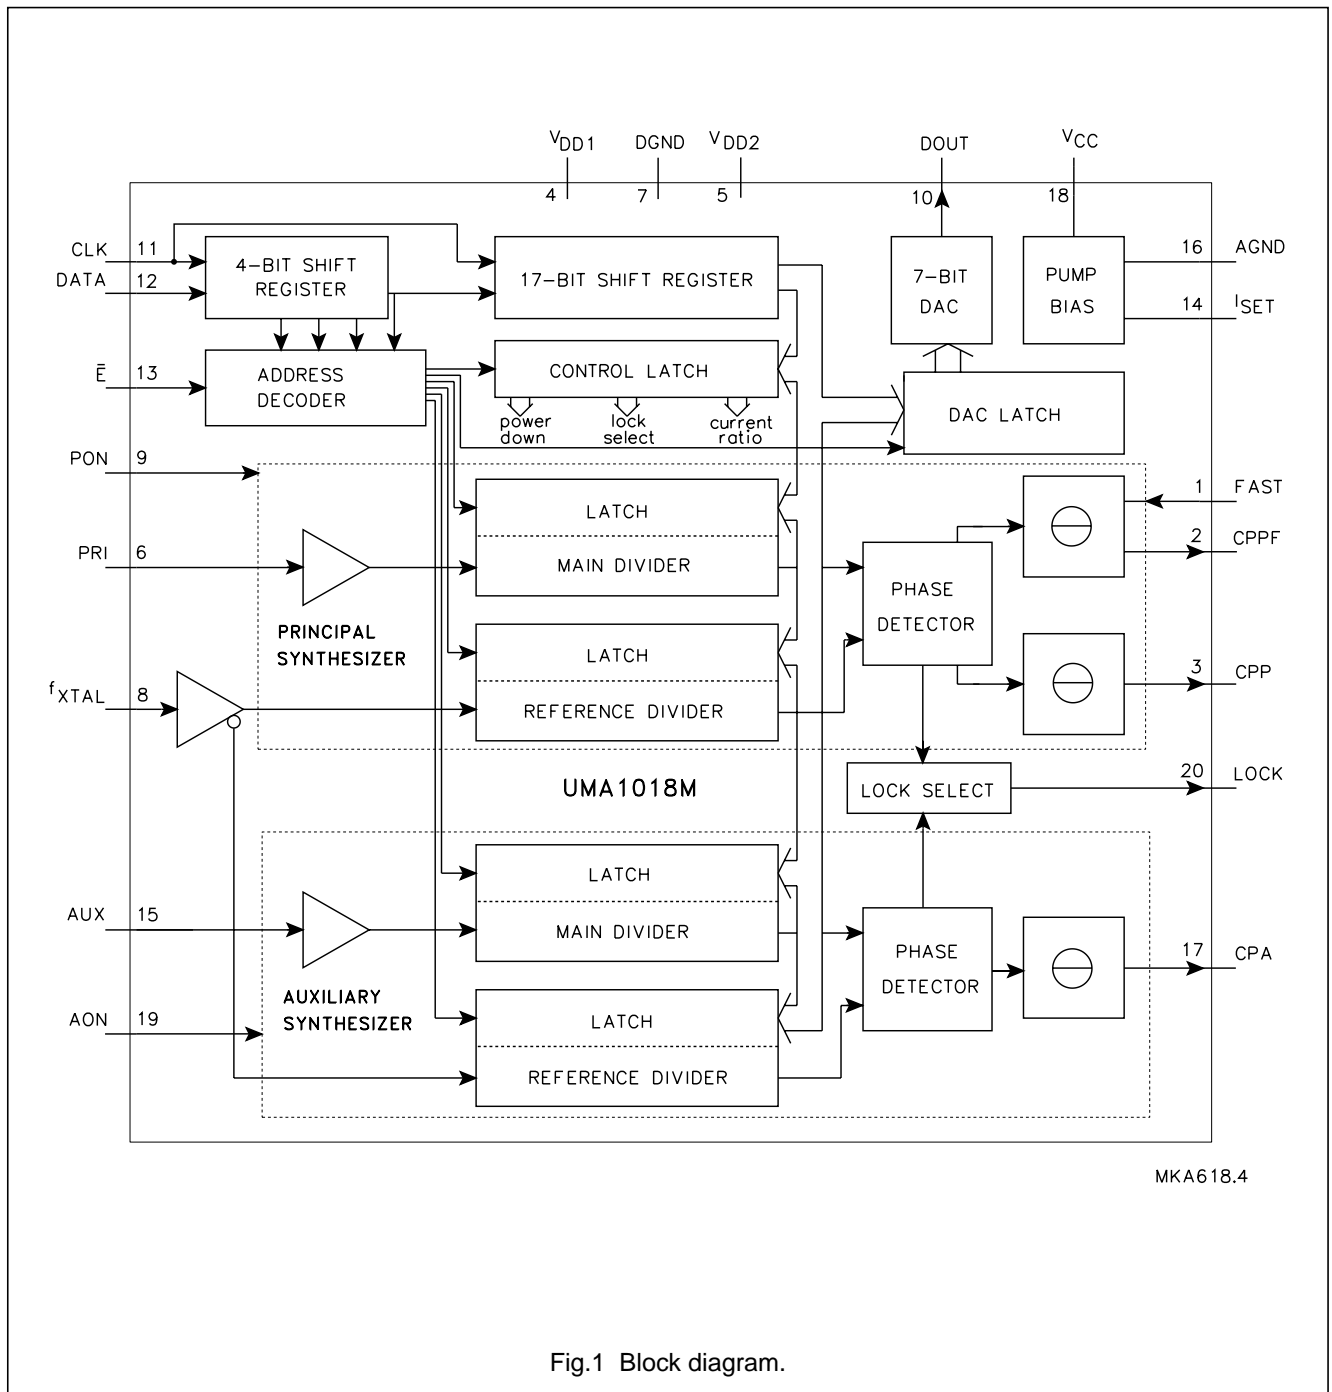 VDD1 DGND VDD2 DOUT VCC
4 7 5 10 18
CLK 11
DATA 12
4-BIT SHIFT
REGISTER
17-BIT SHIFT REGISTER
7-BIT
DAC
PUMP
BIAS
16 AGND
14 ISET
Ē 13
ADDRESS
DECODER
CONTROL LATCH
power
down
lock
select
current
ratio
DAC LATCH
PON 9
PRI 6
LATCH
MAIN DIVIDER
PRINCIPAL
SYNTHESIZER
LATCH
REFERENCE DIVIDER
PHASE
DETECTOR
1 FAST
2 CPPF
3 CPP
fXTAL 8
UMA1018M
LOCK SELECT
20 LOCK
AUX 15
LATCH
MAIN DIVIDER
AUXILIARY
SYNTHESIZER
AON 19
LATCH
REFERENCE DIVIDER
PHASE
DETECTOR
17 CPA
MKA618.4
Fig.1 Block diagram.